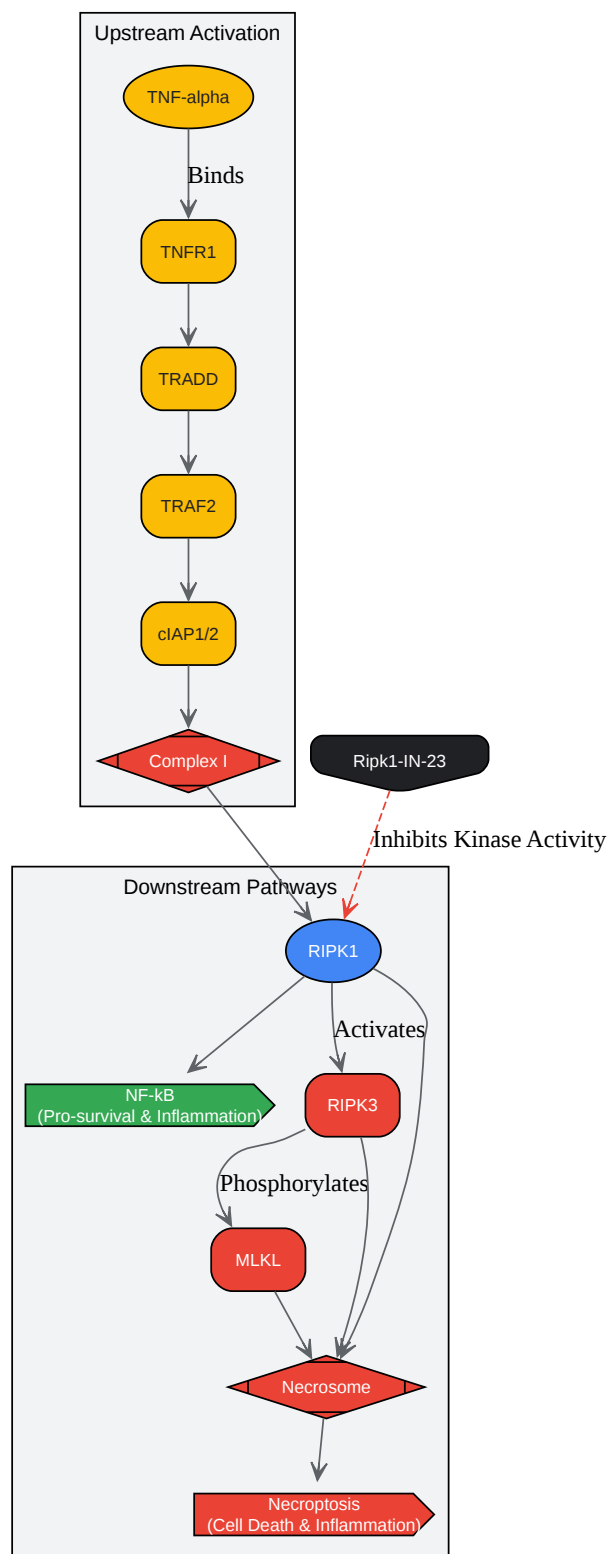 Upstream Activation
TNF-alpha
Binds
TNFR1
TRADD
TRAF2
cIAP1/2
Complex I
Ripk1-IN-23
Inhibits Kinase Activity
Downstream Pathways
RIPK1
Activates
NF-kB
(Pro-survival & Inflammation)
RIPK3
Phosphorylates
MLKL
Necrosome
Necroptosis
(Cell Death & Inflammation)